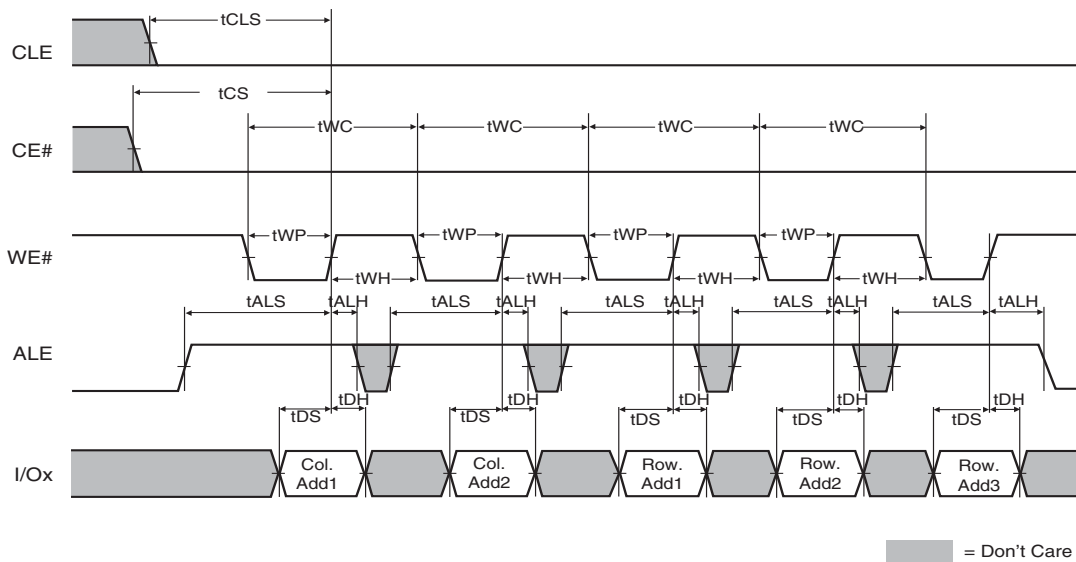 tCLS
CLE
tCS
tWC tWC tWC tWC
CE#
tWP tWP tWP tWP
WE#
tWH tWH tWH tWH
tALS tALH tALS tALH tALS tALH tALS tALH tALS tALH
ALE
tDS tDH tDS tDH tDS tDH tDS tDH tDS tDH
I/Ox
Col. Add1
Col. Add2
Row. Add1
Row. Add2
Row. Add3
= Don't Care